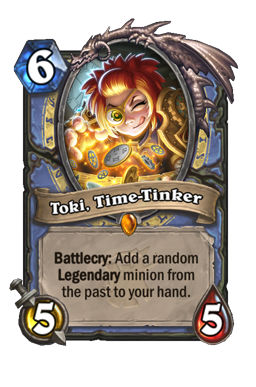 6
Toki, Time-Tinker
Battlecry: Add a random
Legendary minion from
the past to your hand.
5 5